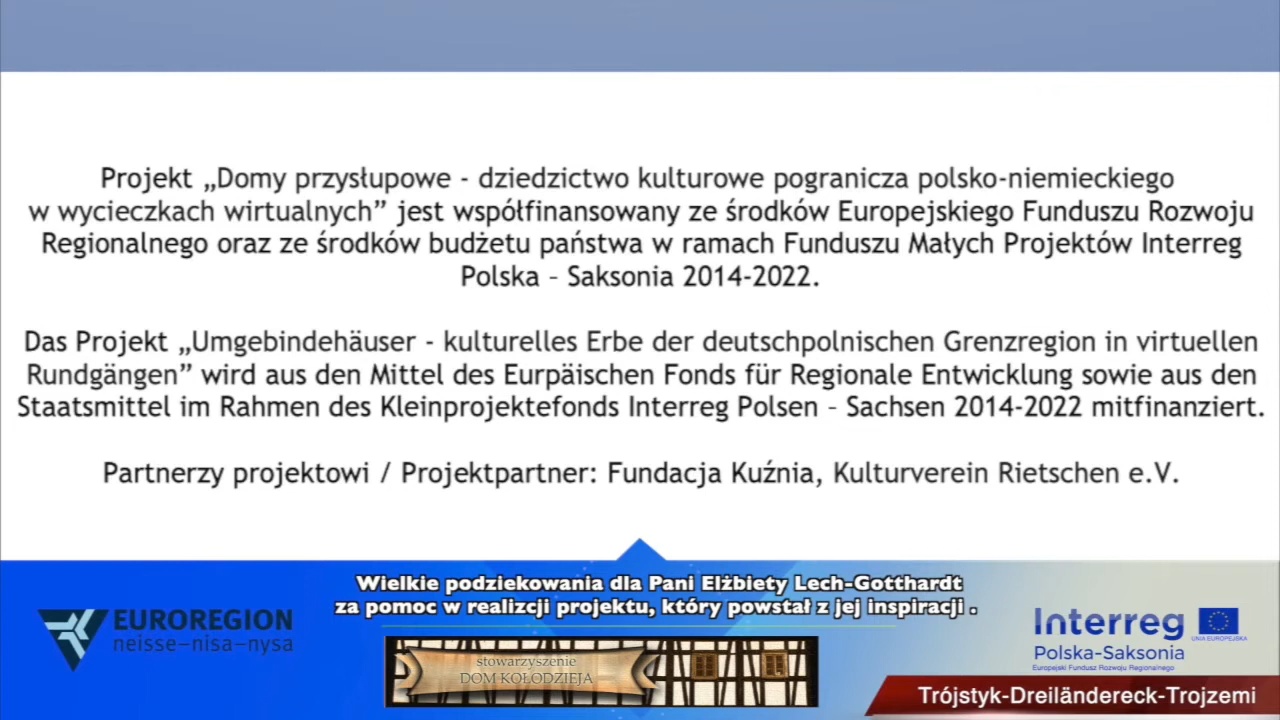 Projekt „Domy przysłupowe - dziedzictwo kulturowe pogranicza polsko-niemieckiego
w wycieczkach wirtualnych” jest współfinansowany ze środków Europejskiego Funduszu Rozwoju
Regionalnego oraz ze środków budżetu państwa w ramach Funduszu Małych Projektów Interreg
Polska – Saksonia 2014-2022.
Das Projekt „Umgebindehäuser - kulturelles Erbe der deutschpolnischen Grenzregion in virtuellen
Rundgängen” wird aus den Mittel des Eurpäischen Fonds für Regionale Entwicklung sowie aus den
Staatsmittel im Rahmen des Kleinprojektefonds Interreg Polsen – Sachsen 2014-2022 mitfinanziert.
Partnerzy projektowi / Projektpartner: Fundacja Kuźnia, Kulturverein Rietschen e.V.
Wielkie podziekowania dla Pani Elżbiety Lech-Gotthardt
za pomoc w realizcji projektu, który powstał z jej inspiracji .
EUROREGION
neisse–nisa–nysa
stowarzyszenie
DOM KOŁODZIEJA
Interreg
UNIA EUROPEJSKA
Polska-Saksonia
Europejski Fundusz Rozwoju Regionalnego
Trójstyk-Dreiländereck-Trojzemi